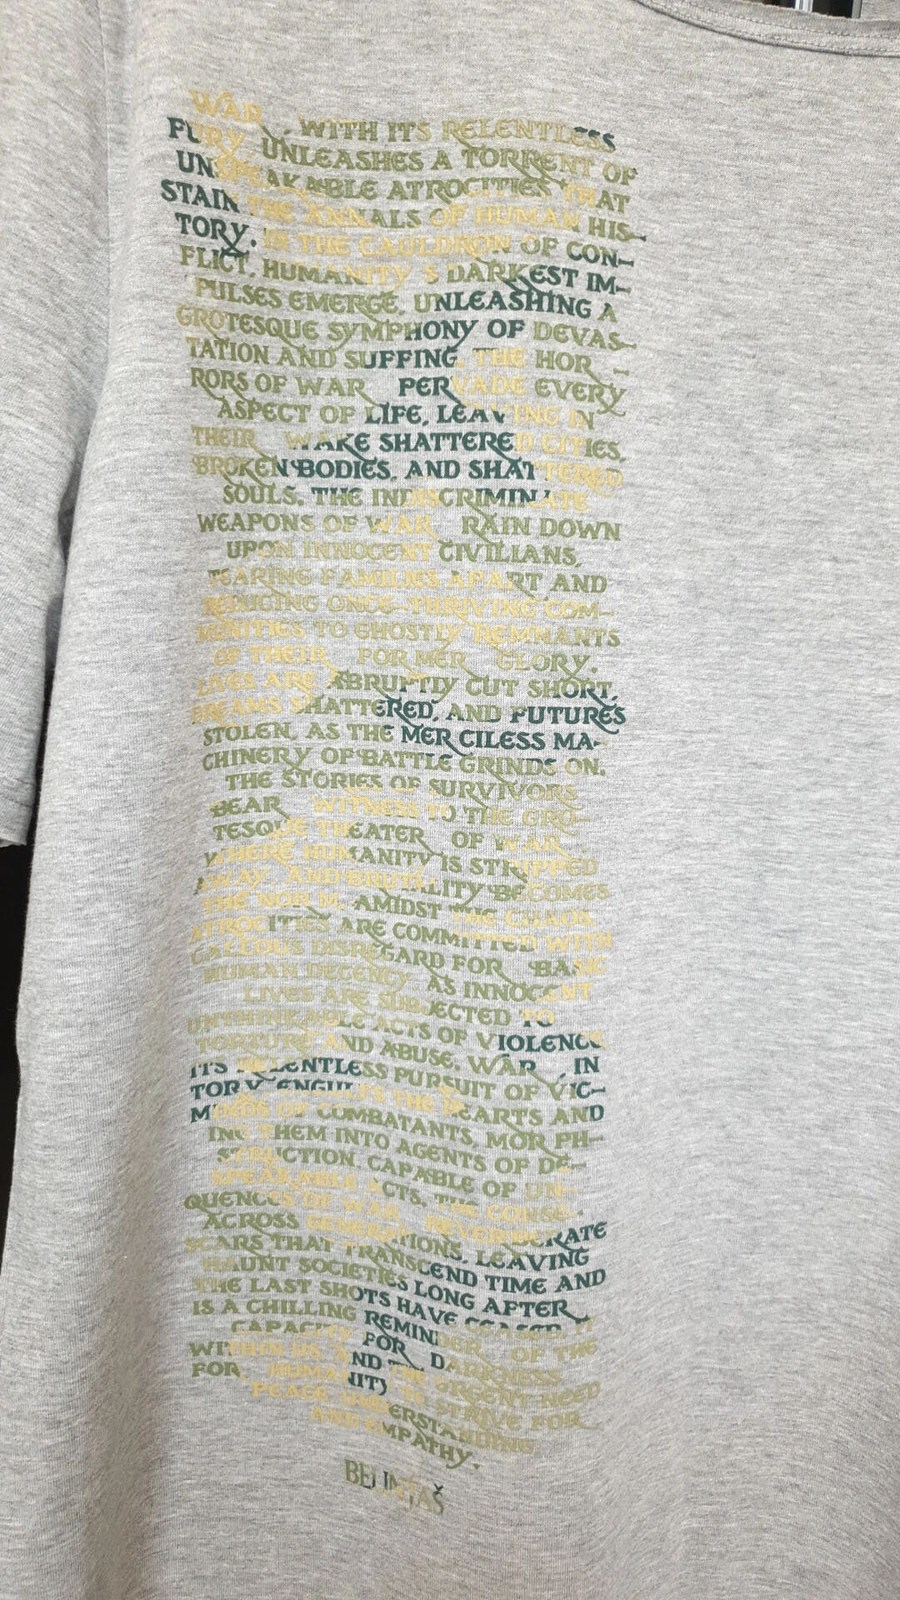 WAR, WITH ITS RELENTLESS
FURY, UNLEASHES A TORRENT OF
UNSPEAKABLE ATROCITIES THAT
STAIN THE ANNALS OF HUMAN HIS-
TORY. IN THE CAULDRON OF CON-
FLICT, HUMANITY'S DARKEST IM-
PULSES EMERGE, UNLEASHING A
GROTESQUE SYMPHONY OF DEVAS-
TATION AND SUFFING. THE HOR-
RORS OF WAR PERVADE EVERY
ASPECT OF LIFE, LEAVING IN
THEIR WAKE SHATTERED CITIES,
BROKEN BODIES, AND SHATTERED
SOULS. THE INDISCRIMINATE
WEAPONS OF WAR RAIN DOWN
UPON INNOCENT CIVILIANS,
TEARING FAMILIES APART AND
REDUCING ONCE-THRIVING COM-
MUNITIES TO GHOSTLY REMNANTS
OF THEIR FORMER GLORY.
LIVES ARE ABRUPTLY CUT SHORT,
DREAMS SHATTERED, AND FUTURES
STOLEN, AS THE MERCILESS MA-
CHINERY OF BATTLE GRINDS ON.
THE STORIES OF SURVIVORS
BEAR WITNESS TO THE GRO-
TESQUE THEATER OF WAR,
WHERE HUMANITY IS STRIPPED
AWAY, AND BRUTALITY BECOMES
THE NORM. AMIDST THE CHAOS,
ATROCITIES ARE COMMITTED WITH
CALLOUS DISREGARD FOR BASIC
HUMAN DECENCY, AS INNOCENT
LIVES ARE SUBJECTED TO
UNTHINKABLE ACTS OF VIOLENCE,
TORTURE, AND ABUSE. WAR, IN
ITS RELENTLESS PURSUIT OF VIC-
TORY, ENGULFS THE HEARTS AND
MINDS OF COMBATANTS, MORPH-
ING THEM INTO AGENTS OF DE-
STRUCTION, CAPABLE OF UN-
SPEAKABLE ACTS. THE CONSE-
QUENCES OF WAR REVERBERATE
ACROSS GENERATIONS, LEAVING
SCARS THAT TRANSCEND TIME AND
HAUNT SOCIETIES LONG AFTER
THE LAST SHOTS HAVE CEASED. IT
IS A CHILLING REMINDER OF THE
CAPACITY FOR DARKNESS
WITHIN US, AND THE URGENT NEED
FOR HUMANITY TO STRIVE FOR
PEACE, UNDERSTANDING
AND EMPATHY.
BELINTAŠ